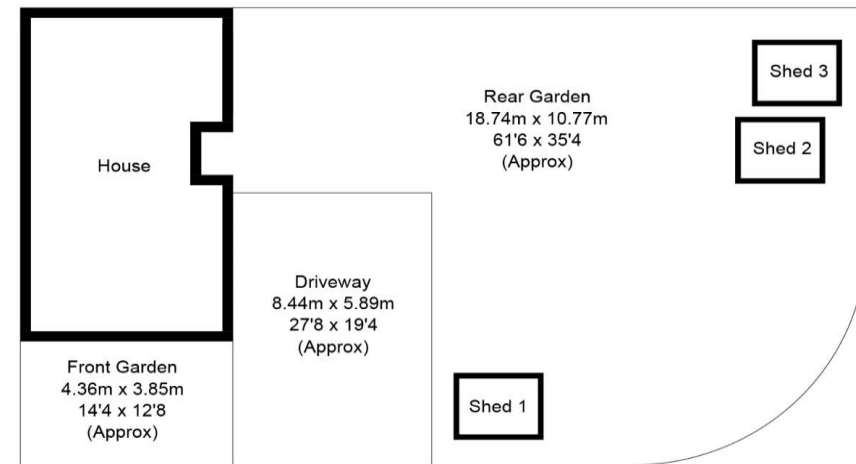 Shed 3
Rear Garden
18.74m x 10.77m
61'6 x 35'4
(Approx)
Shed 2
House
Driveway
8.44m x 5.89m
27'8 x 19'4
(Approx)
Front Garden
4.36m x 3.85m
14'4 x 12'8
(Approx)
Shed 1